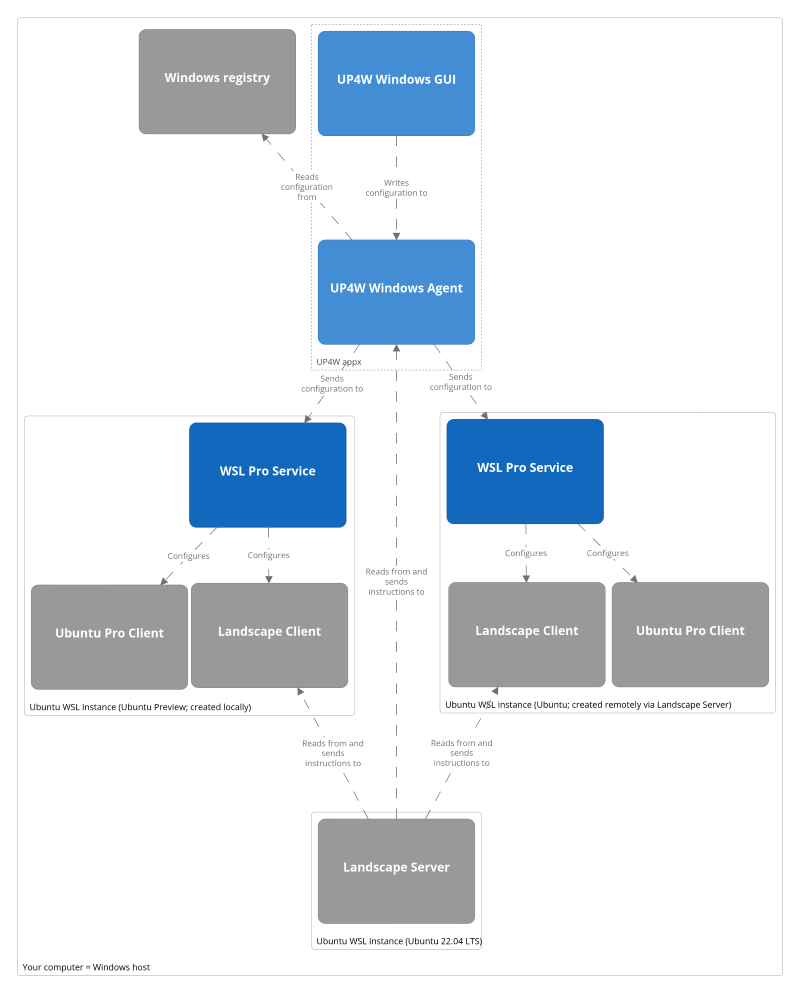 Windows registry
UP4W Windows GUI
Reads
configuration
from
Writes
configuration to
UP4W Windows Agent
UP4W appx
Sends
configuration to
Sends
configuration to
WSL Pro Service
WSL Pro Service
Configures
Configures
Configures
Configures
Reads from and
sends
instructions to
Ubuntu Pro Client
Landscape Client
Landscape Client
Ubuntu Pro Client
Ubuntu WSL instance (Ubuntu Preview; created locally)
Ubuntu WSL instance (Ubuntu; created remotely via Landscape Server)
Reads from and
sends
instructions to
Reads from and
sends
instructions to
Landscape Server
Ubuntu WSL instance (Ubuntu 22.04 LTS)
Your computer = Windows host